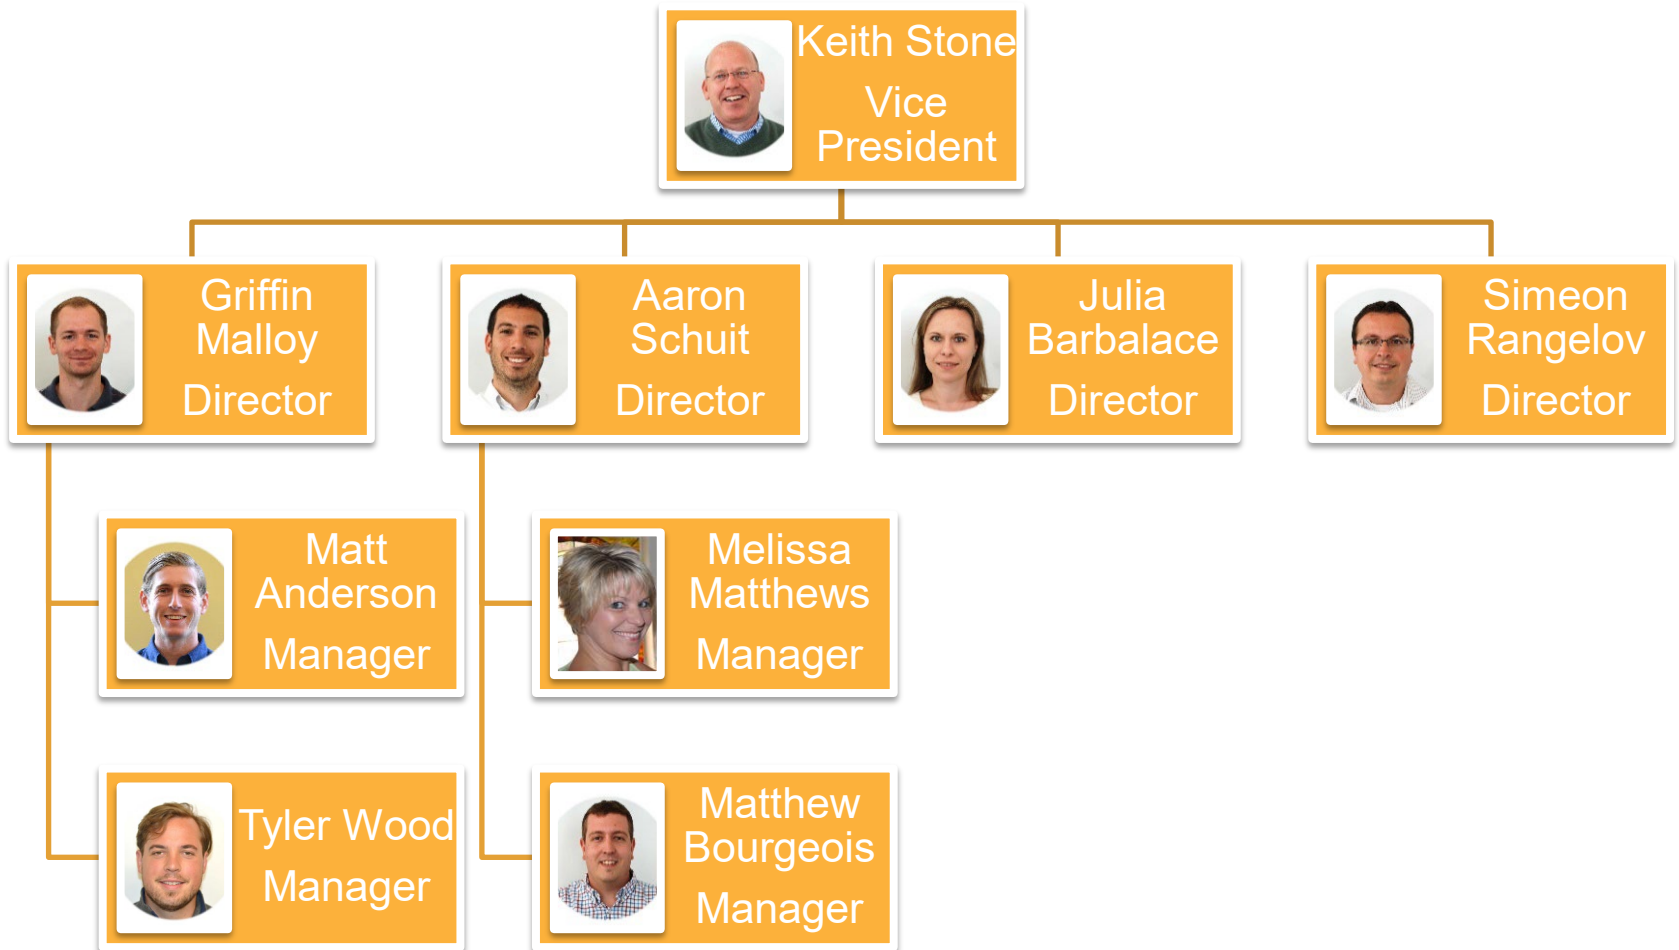 Keith Stone
Vice
President
Griffin
Malloy
Director
Aaron
Schuit
Director
Julia
Barbalace
Director
Simeon
Rangelov
Director
Matt
Anderson
Manager
Melissa
Matthews
Manager
Tyler Wood
Manager
Matthew
Bourgeois
Manager